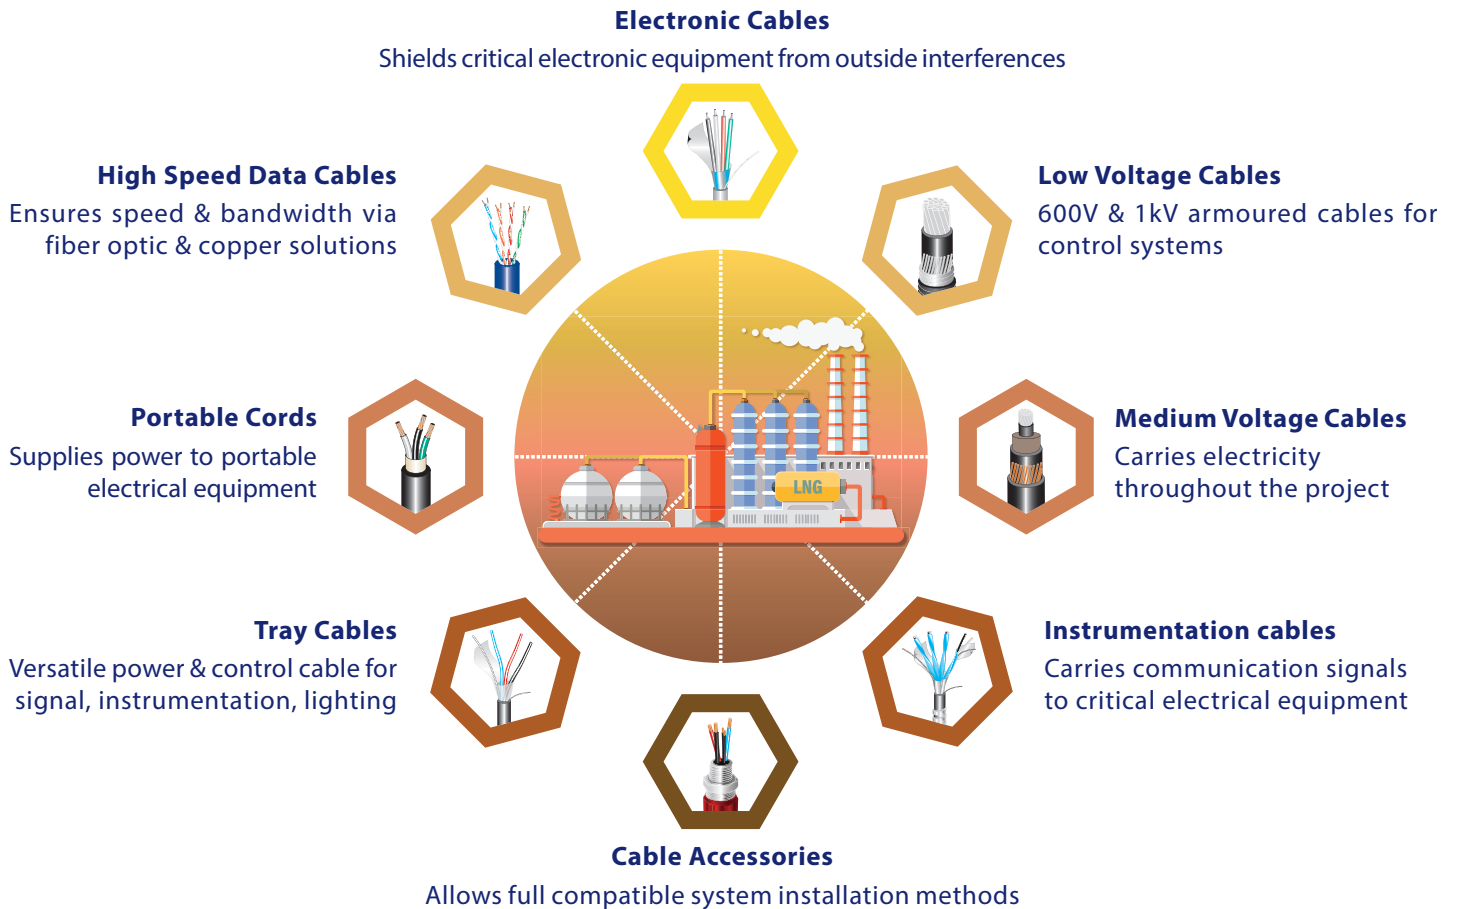 Electronic Cables
Shields critical electronic equipment from outside interferences
High Speed Data Cables
Ensures speed & bandwidth via
fiber optic & copper solutions
Low Voltage Cables
600V & 1kV armoured cables for
control systems
Portable Cords
Supplies power to portable
electrical equipment
LNG
Medium Voltage Cables
Carries electricity
throughout the project
Tray Cables
Versatile power & control cable for
signal, instrumentation, lighting
Instrumentation cables
Carries communication signals
to critical electrical equipment
Cable Accessories
Allows full compatible system installation methods